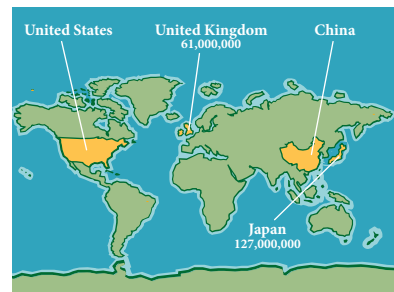 United States
United Kingdom
61,000,000
China
Japan
127,000,000